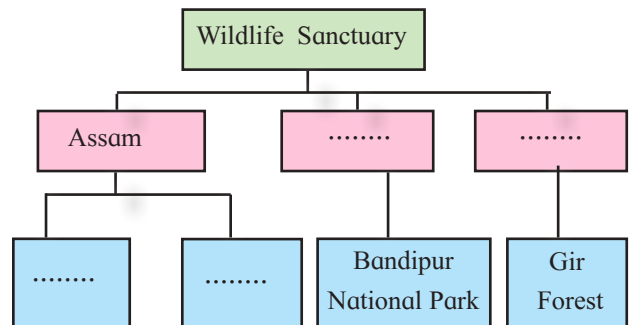 Wildlife Sanctuary
Assam
........
........
........
........
Bandipur
National Park
Gir
Forest